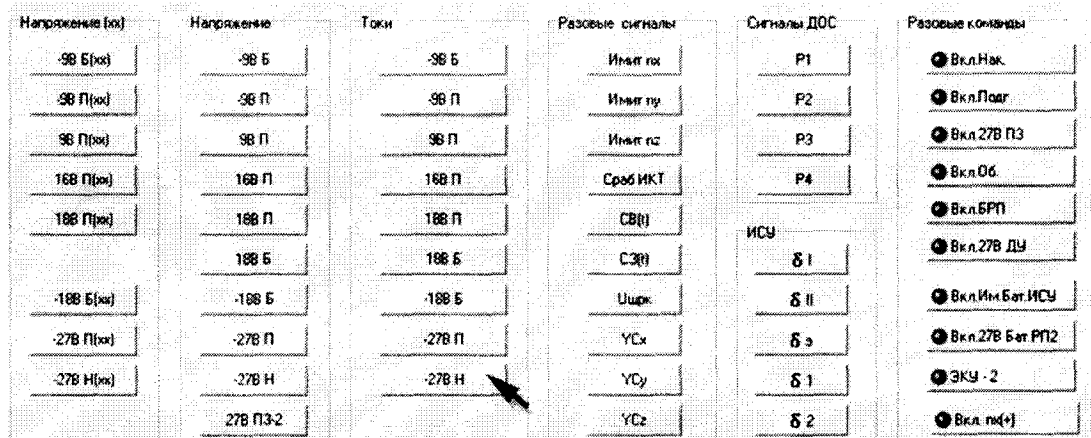 Напряжение (хх)
-9В Б(хх)
-9В П(хх)
9В П(хх)
16В П(хх)
18В П(хх)
-18В Б(хх)
-27В П(хх)
-27В Н(хх)
Напряжение
-9В Б
-9В П
9В П
16В П
18В П
18В Б
-18В Б
-27В П
-27В Н
27В ПЗ-2
Токи
-9В Б
-9В П
9В П
16В П
18В П
18В Б
-18В Б
-27В П
-27В Н
Разовые сигналы
Имит nx
Имит ny
Имит nz
Сраб ИКТ
СВ(t)
СЗ(t)
Uщрк
YCx
YCy
YCz
Сигналы ДОС
P1
P2
P3
P4
ИСУ
δ I
δ II
δ э
δ 1
δ 2
Разовые команды
Вкл.Нак.
Вкл.Подг
Вкл.27В ПЗ
Вкл.Об.
Вкл.БРП
Вкл.27В ДУ
Вкл.Им.Бат.ИСУ
Вкл.27В Бат РП2
ЭКУ - 2
Вкл. nx(+)